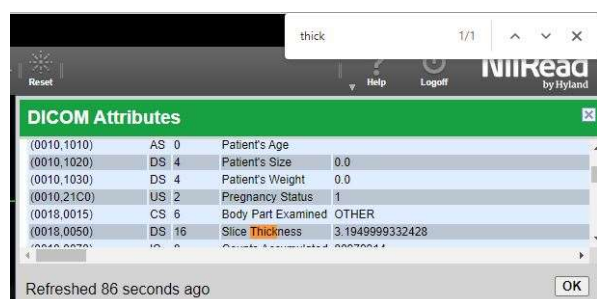 thick 1/1
Reset
Help Logoff NilRead
by Hyland
DICOM Attributes
(0010,1010) AS 0 Patient's Age
(0010,1020) DS 4 Patient's Size 0.0
(0010,1030) DS 4 Patient's Weight 0.0
(0010,21C0) US 2 Pregnancy Status 1
(0018,0015) CS 6 Body Part Examined OTHER
(0018,0050) DS 16 Slice Thickness 3.1949999332428
Refreshed 86 seconds ago OK